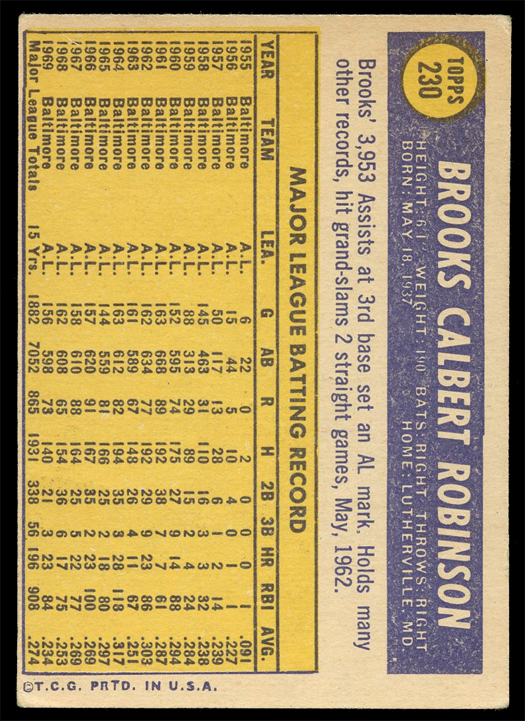 TOPPS
230
BROOKS CALBERT ROBINSON
HEIGHT: 6'1" WEIGHT: 190 BATS: RIGHT THROWS: RIGHT
BORN: MAY 18, 1937 HOME: LUTHERVILLE, MD.
Brooks' 3,953 Assists at 3rd base set an AL mark. Holds many
other records, hit grand-slams 2 straight games, May, 1962.
MAJOR LEAGUE BATTING RECORD
YEAR TEAM LEA. G AB R H 2B 3B HR RBI AVG.
1955 Baltimore A.L. 6 22 0 2 0 0 0 1 .091
1956 Baltimore A.L. 15 44 5 10 4 0 1 1 .227
1957 Baltimore A.L. 50 117 13 28 6 1 2 14 .239
1958 Baltimore A.L. 145 463 31 110 16 3 3 32 .238
1959 Baltimore A.L. 88 313 29 89 15 2 4 24 .284
1960 Baltimore A.L. 152 595 74 175 27 9 14 88 .294
1961 Baltimore A.L. 163 668 89 192 38 7 7 61 .287
1962 Baltimore A.L. 162 634 77 192 29 9 23 86 .303
1963 Baltimore A.L. 161 589 67 148 26 4 11 67 .251
1964 Baltimore A.L. 163 612 82 194 35 3 28 118 .317
1965 Baltimore A.L. 144 559 81 166 25 2 18 80 .297
1966 Baltimore A.L. 157 620 91 167 35 2 23 100 .269
1967 Baltimore A.L. 158 610 88 164 25 5 22 77 .269
1968 Baltimore A.L. 162 608 65 154 36 6 17 75 .253
1969 Baltimore A.L. 156 598 73 140 21 3 23 84 .234
Major League Totals 15 Yrs. 1882 7052 865 1931 338 56 196 908 .274
©T.C.G. PRTD. IN U.S.A.